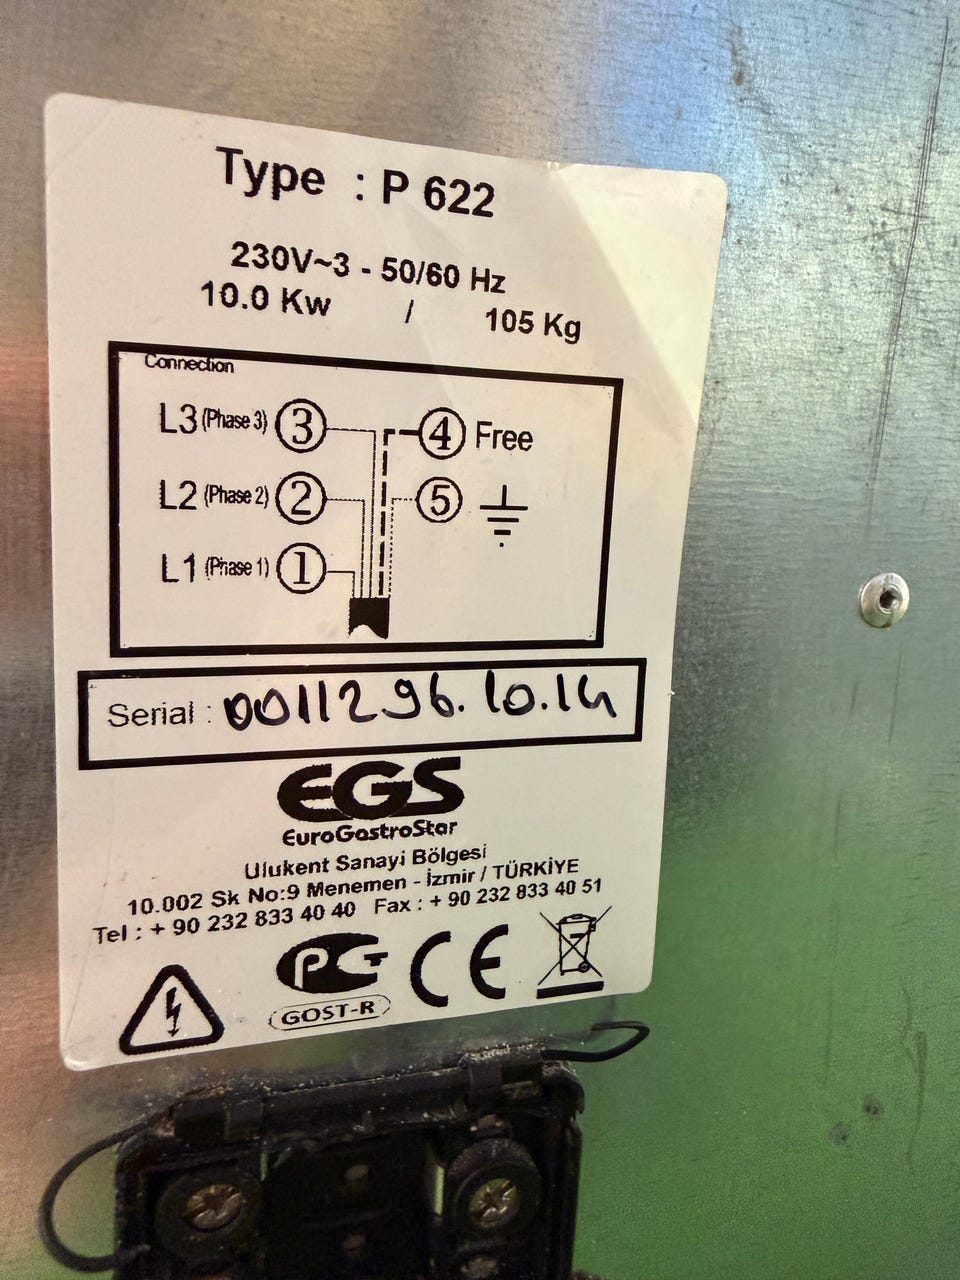 Type : P 622
230V~3 - 50/60 Hz
10.0 Kw / 105 Kg
Connection
L3 (Phase 3) 3 4 Free
L2 (Phase 2) 2 5
L1 (Phase 1) 1
Serial : 0011296.10.14
EGS
EuroGastroStar
Ulukent Sanayi Bölgesi
10.002 Sk No:9 Menemen - İzmir / TÜRKİYE
Tel : + 90 232 833 40 40 Fax : + 90 232 833 40 51
PCT CE
GOST-R